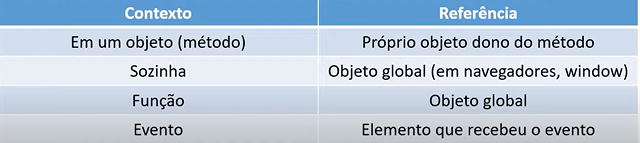 Contexto Referência
Em um objeto (método) Próprio objeto dono do método
Sozinha Objeto global (em navegadores, window)
Função Objeto global
Evento Elemento que recebeu o evento